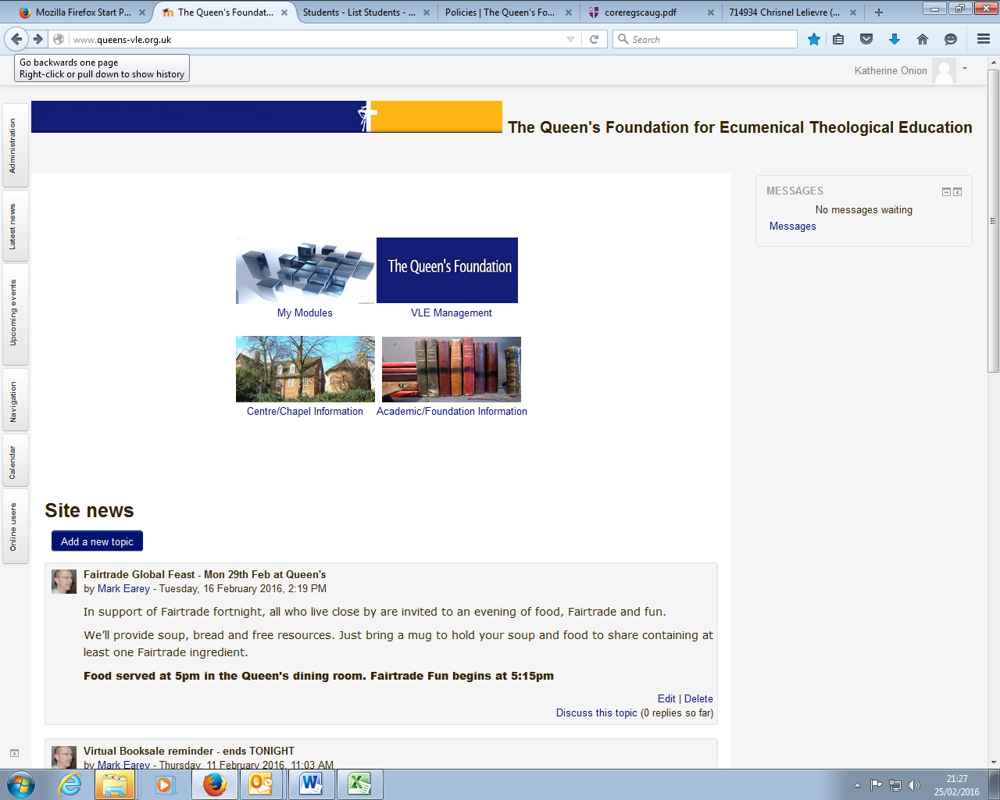 Mozilla Firefox Start P...
The Queen's Foundat...
Students - List Students - ...
Policies | The Queen's Fo...
coreregscaug.pdf
714934 Chrisnel Lelievre (...
www.queens-vle.org.uk
Search
Go backwards one page
Right-click or pull down to show history
Katherine Onion
The Queen's Foundation for Ecumenical Theological Education
Administration
Latest news
Upcoming events
Navigation
Calendar
Online users
MESSAGES
No messages waiting
Messages
The Queen's Foundation
My Modules
VLE Management
Centre/Chapel Information
Academic/Foundation Information
Site news
Add a new topic
Fairtrade Global Feast - Mon 29th Feb at Queen's
by Mark Earey - Tuesday, 16 February 2016, 2:19 PM
In support of Fairtrade fortnight, all who live close by are invited to an evening of food, Fairtrade and fun.
We'll provide soup, bread and free resources. Just bring a mug to hold your soup and food to share containing at
least one Fairtrade ingredient.
Food served at 5pm in the Queen's dining room. Fairtrade Fun begins at 5:15pm
Edit | Delete
Discuss this topic (0 replies so far)
Virtual Booksale reminder - ends TONIGHT
by Mark Earey - Thursday, 11 February 2016, 11:03 AM
21:27
25/02/2016